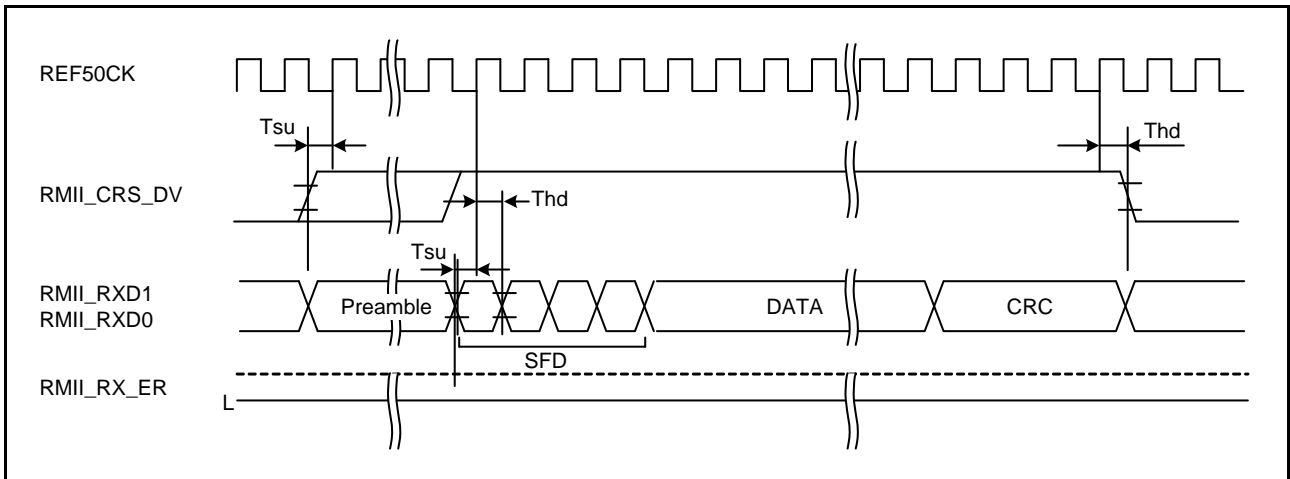 REF50CK
Tsu
Thd
RMII_CRS_DV
Thd
Tsu
RMII_RXD1
RMII_RXD0
Preamble
DATA
CRC
SFD
RMII_RX_ER
L